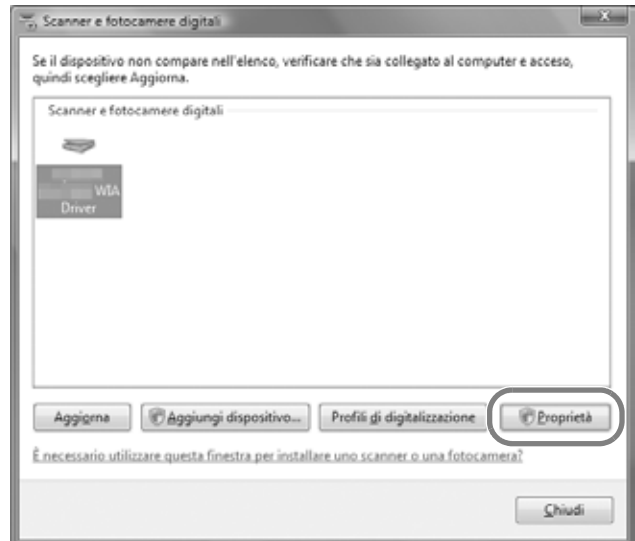 Scanner e fotocamere digitali
Se il dispositivo non compare nell'elenco, verificare che sia collegato al computer e acceso,
quindi scegliere Aggiorna.
Scanner e fotocamere digitali
WIA
Driver
Aggiorna
Aggiungi dispositivo...
Profili di digitalizzazione
Proprietà
È necessario utilizzare questa finestra per installare uno scanner o una fotocamera?
Chiudi